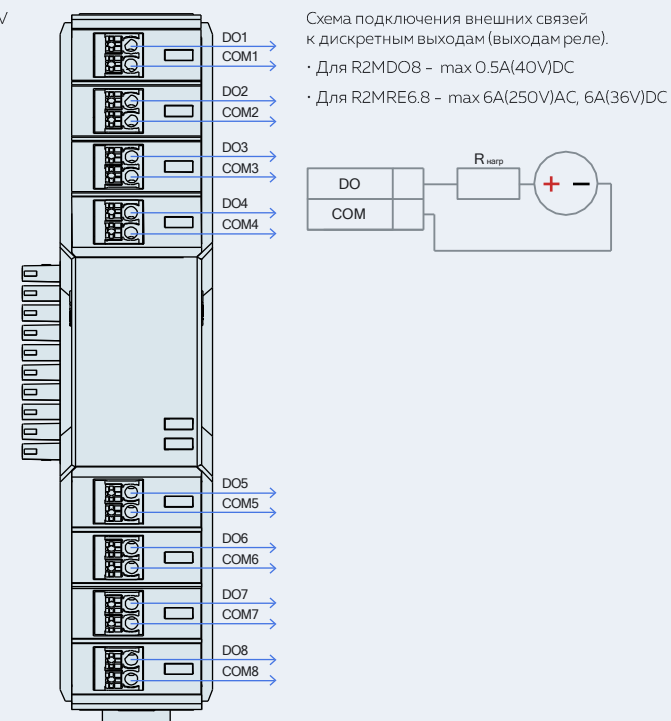 V
DO1
COM1
DO2
COM2
DO3
COM3
DO4
COM4
DO5
COM5
DO6
COM6
DO7
COM7
DO8
COM8
Схема подключения внешних связей
к дискретным выходам (выходам реле).
· Для R2MDO8 - max 0.5A(40V)DC
· Для R2MRE6.8 - max 6A(250V)AC, 6A(36V)DC
R нагр
DO
COM
+ −